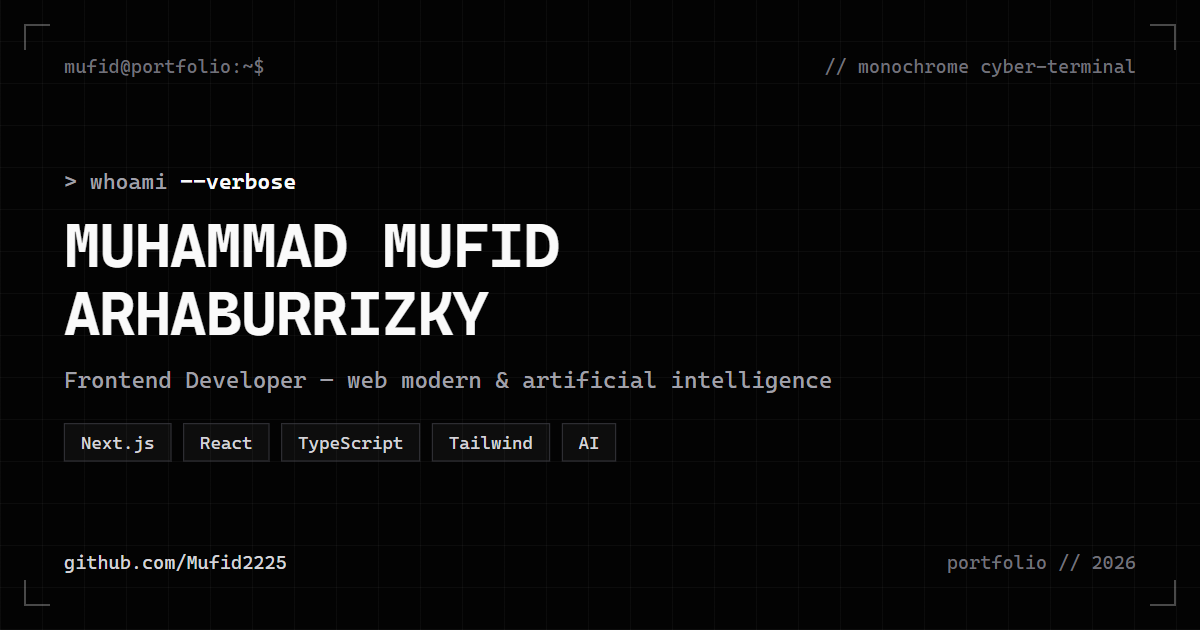 mufid@portfolio:~$
// monochrome cyber-terminal
> whoami --verbose
MUHAMMAD MUFID
ARHABURRIZKY
Frontend Developer — web modern & artificial intelligence
Next.js React TypeScript Tailwind AI
github.com/Mufid2225
portfolio // 2026